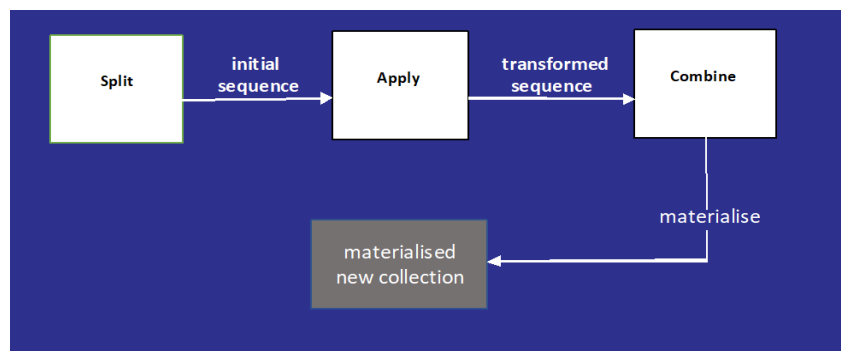 Split
initial
sequence
Apply
transformed
sequence
Combine
materialise
materialised
new collection